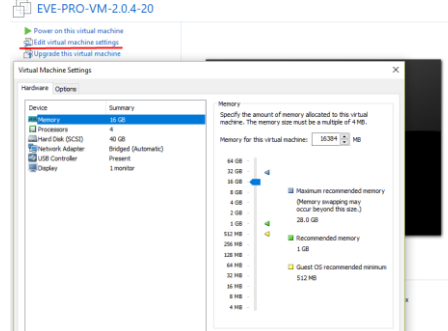 EVE-PRO-VM-2.0.4-20
Power on this virtual machine
Edit virtual machine settings
Upgrade this virtual machine
Virtual Machine Settings
Hardware Options
Device Summary
Memory 16 GB
Processors 4
Hard Disk (SCSI) 40 GB
Network Adapter Bridged (Automatic)
USB Controller Present
Display 1 monitor
Memory
Specify the amount of memory allocated to this virtual
machine. The memory size must be a multiple of 4 MB.
Memory for this virtual machine: 16384 MB
64 GB
32 GB
16 GB
8 GB
4 GB
2 GB
1 GB
512 MB
256 MB
128 MB
64 MB
32 MB
16 MB
8 MB
4 MB
Maximum recommended memory
(Memory swapping may
occur beyond this size.)
28.0 GB
Recommended memory
1 GB
Guest OS recommended minimum
512 MB